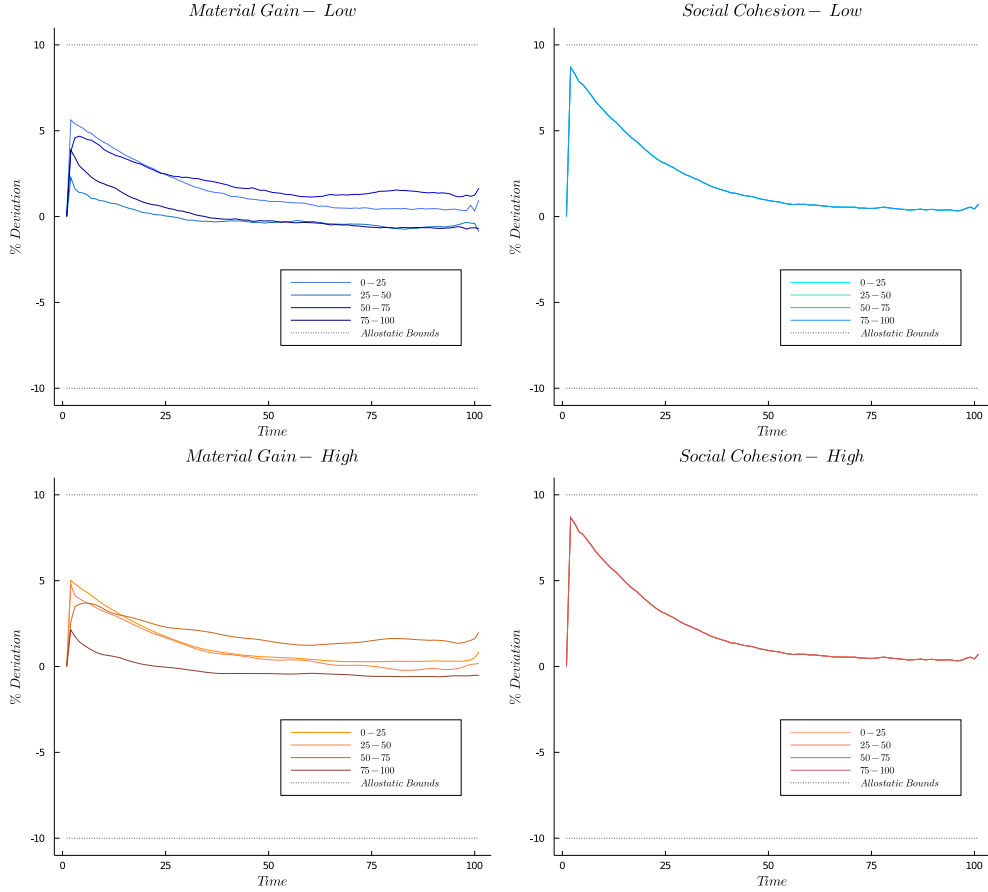 Material Gain− Low
10
5
0
-5
-10
% Deviation
0−25
25−50
50−75
75−100
Allostatic Bounds
0 25 50 75 100
Time
Social Cohesion− Low
10
5
0
-5
-10
% Deviation
0−25
25−50
50−75
75−100
Allostatic Bounds
0 25 50 75 100
Time
Material Gain− High
10
5
0
-5
-10
% Deviation
0−25
25−50
50−75
75−100
Allostatic Bounds
0 25 50 75 100
Time
Social Cohesion− High
10
5
0
-5
-10
% Deviation
0−25
25−50
50−75
75−100
Allostatic Bounds
0 25 50 75 100
Time